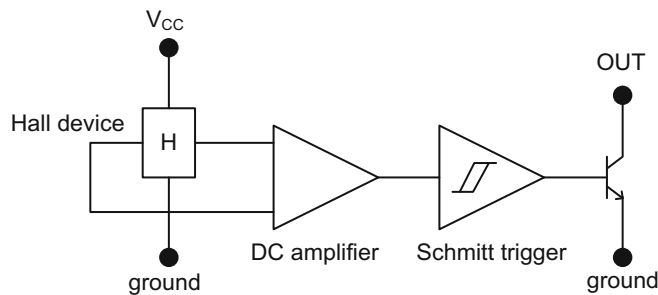 V_CC
OUT
Hall device
H
DC amplifier
Schmitt trigger
ground
ground